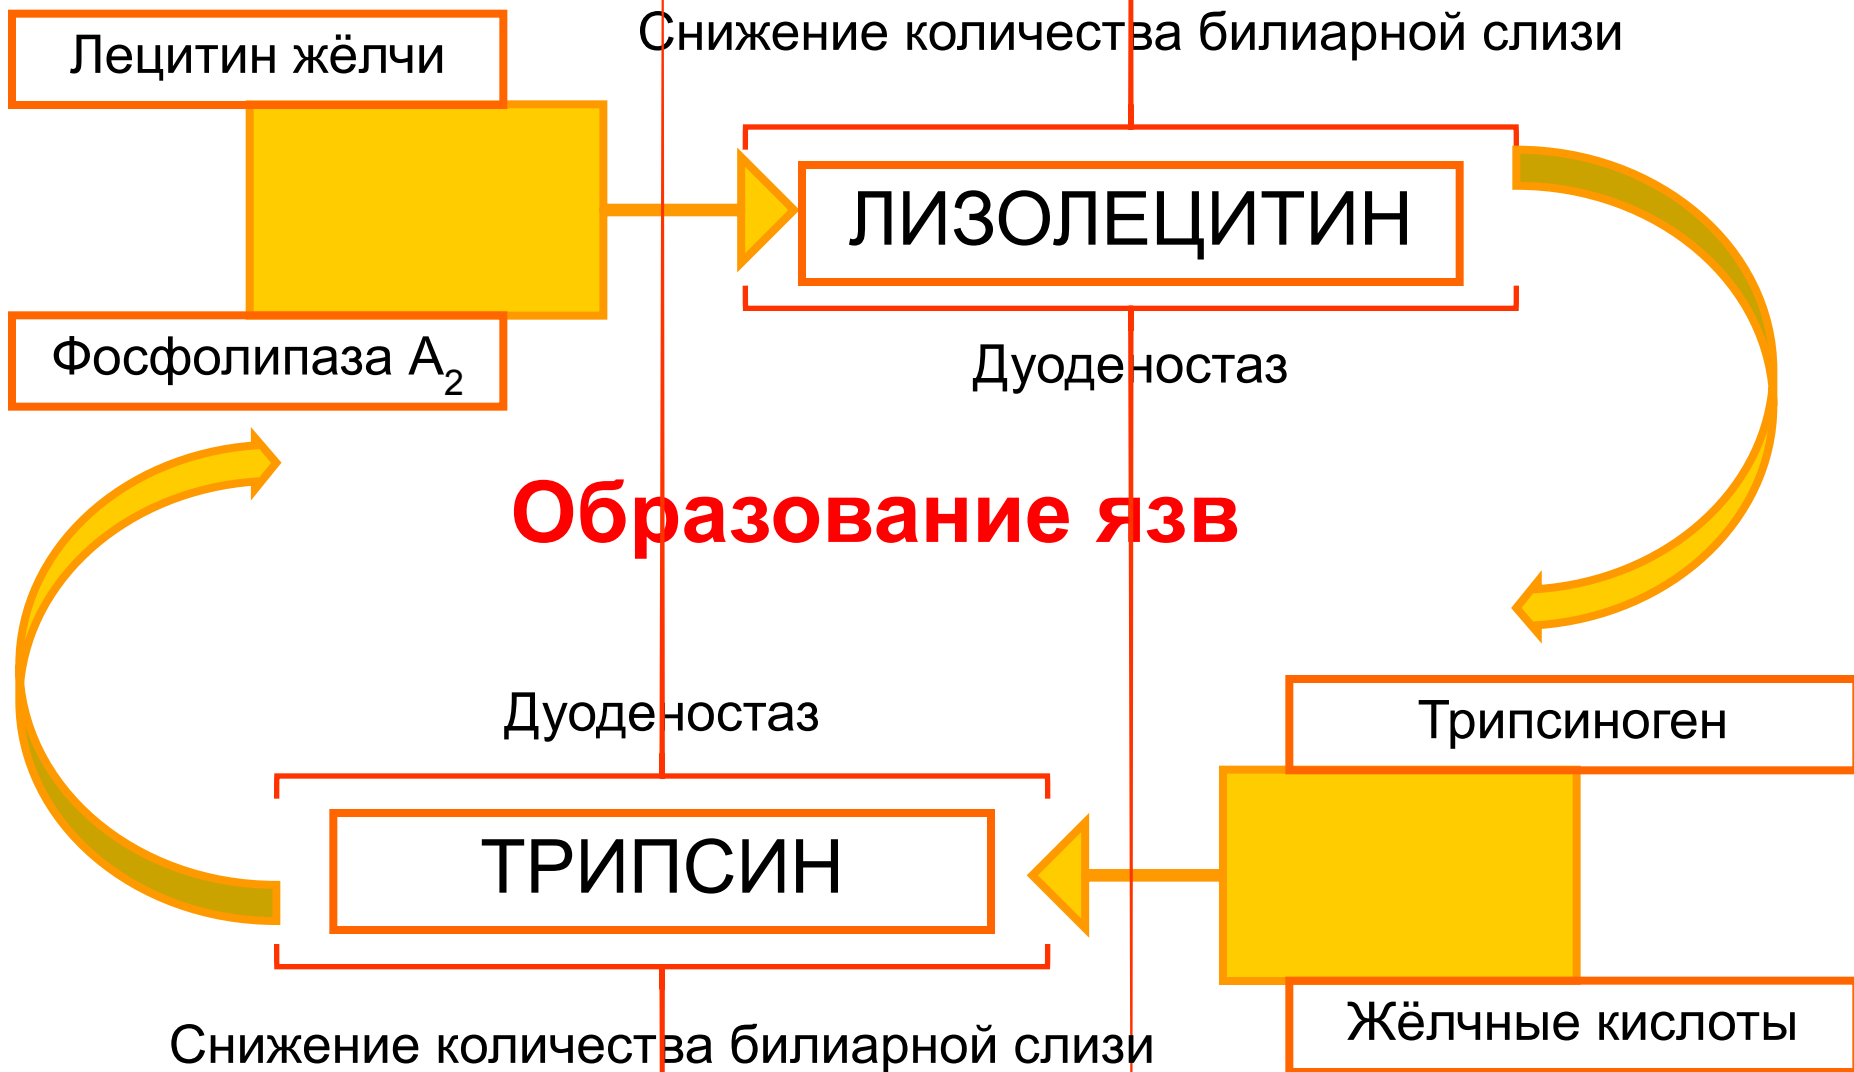 Лецитин жёлчи
Снижение количества билиарной слизи
ЛИЗОЛЕЦИТИН
Фосфолипаза А₂
Дуоденостаз
Образование язв
Дуоденостаз
Трипсиноген
ТРИПСИН
Жёлчные кислоты
Снижение количества билиарной слизи